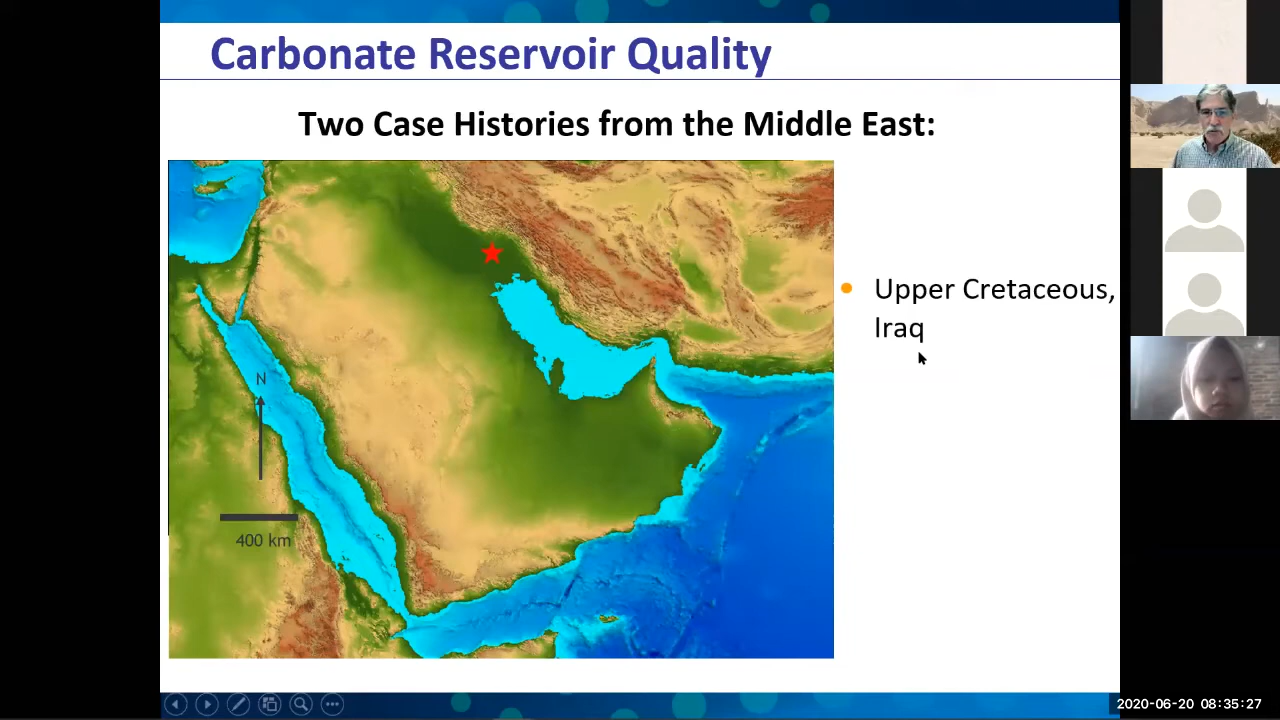 Carbonate Reservoir Quality
Two Case Histories from the Middle East:
Upper Cretaceous,
Iraq
N
400 km
2020-06-20 08:35:27